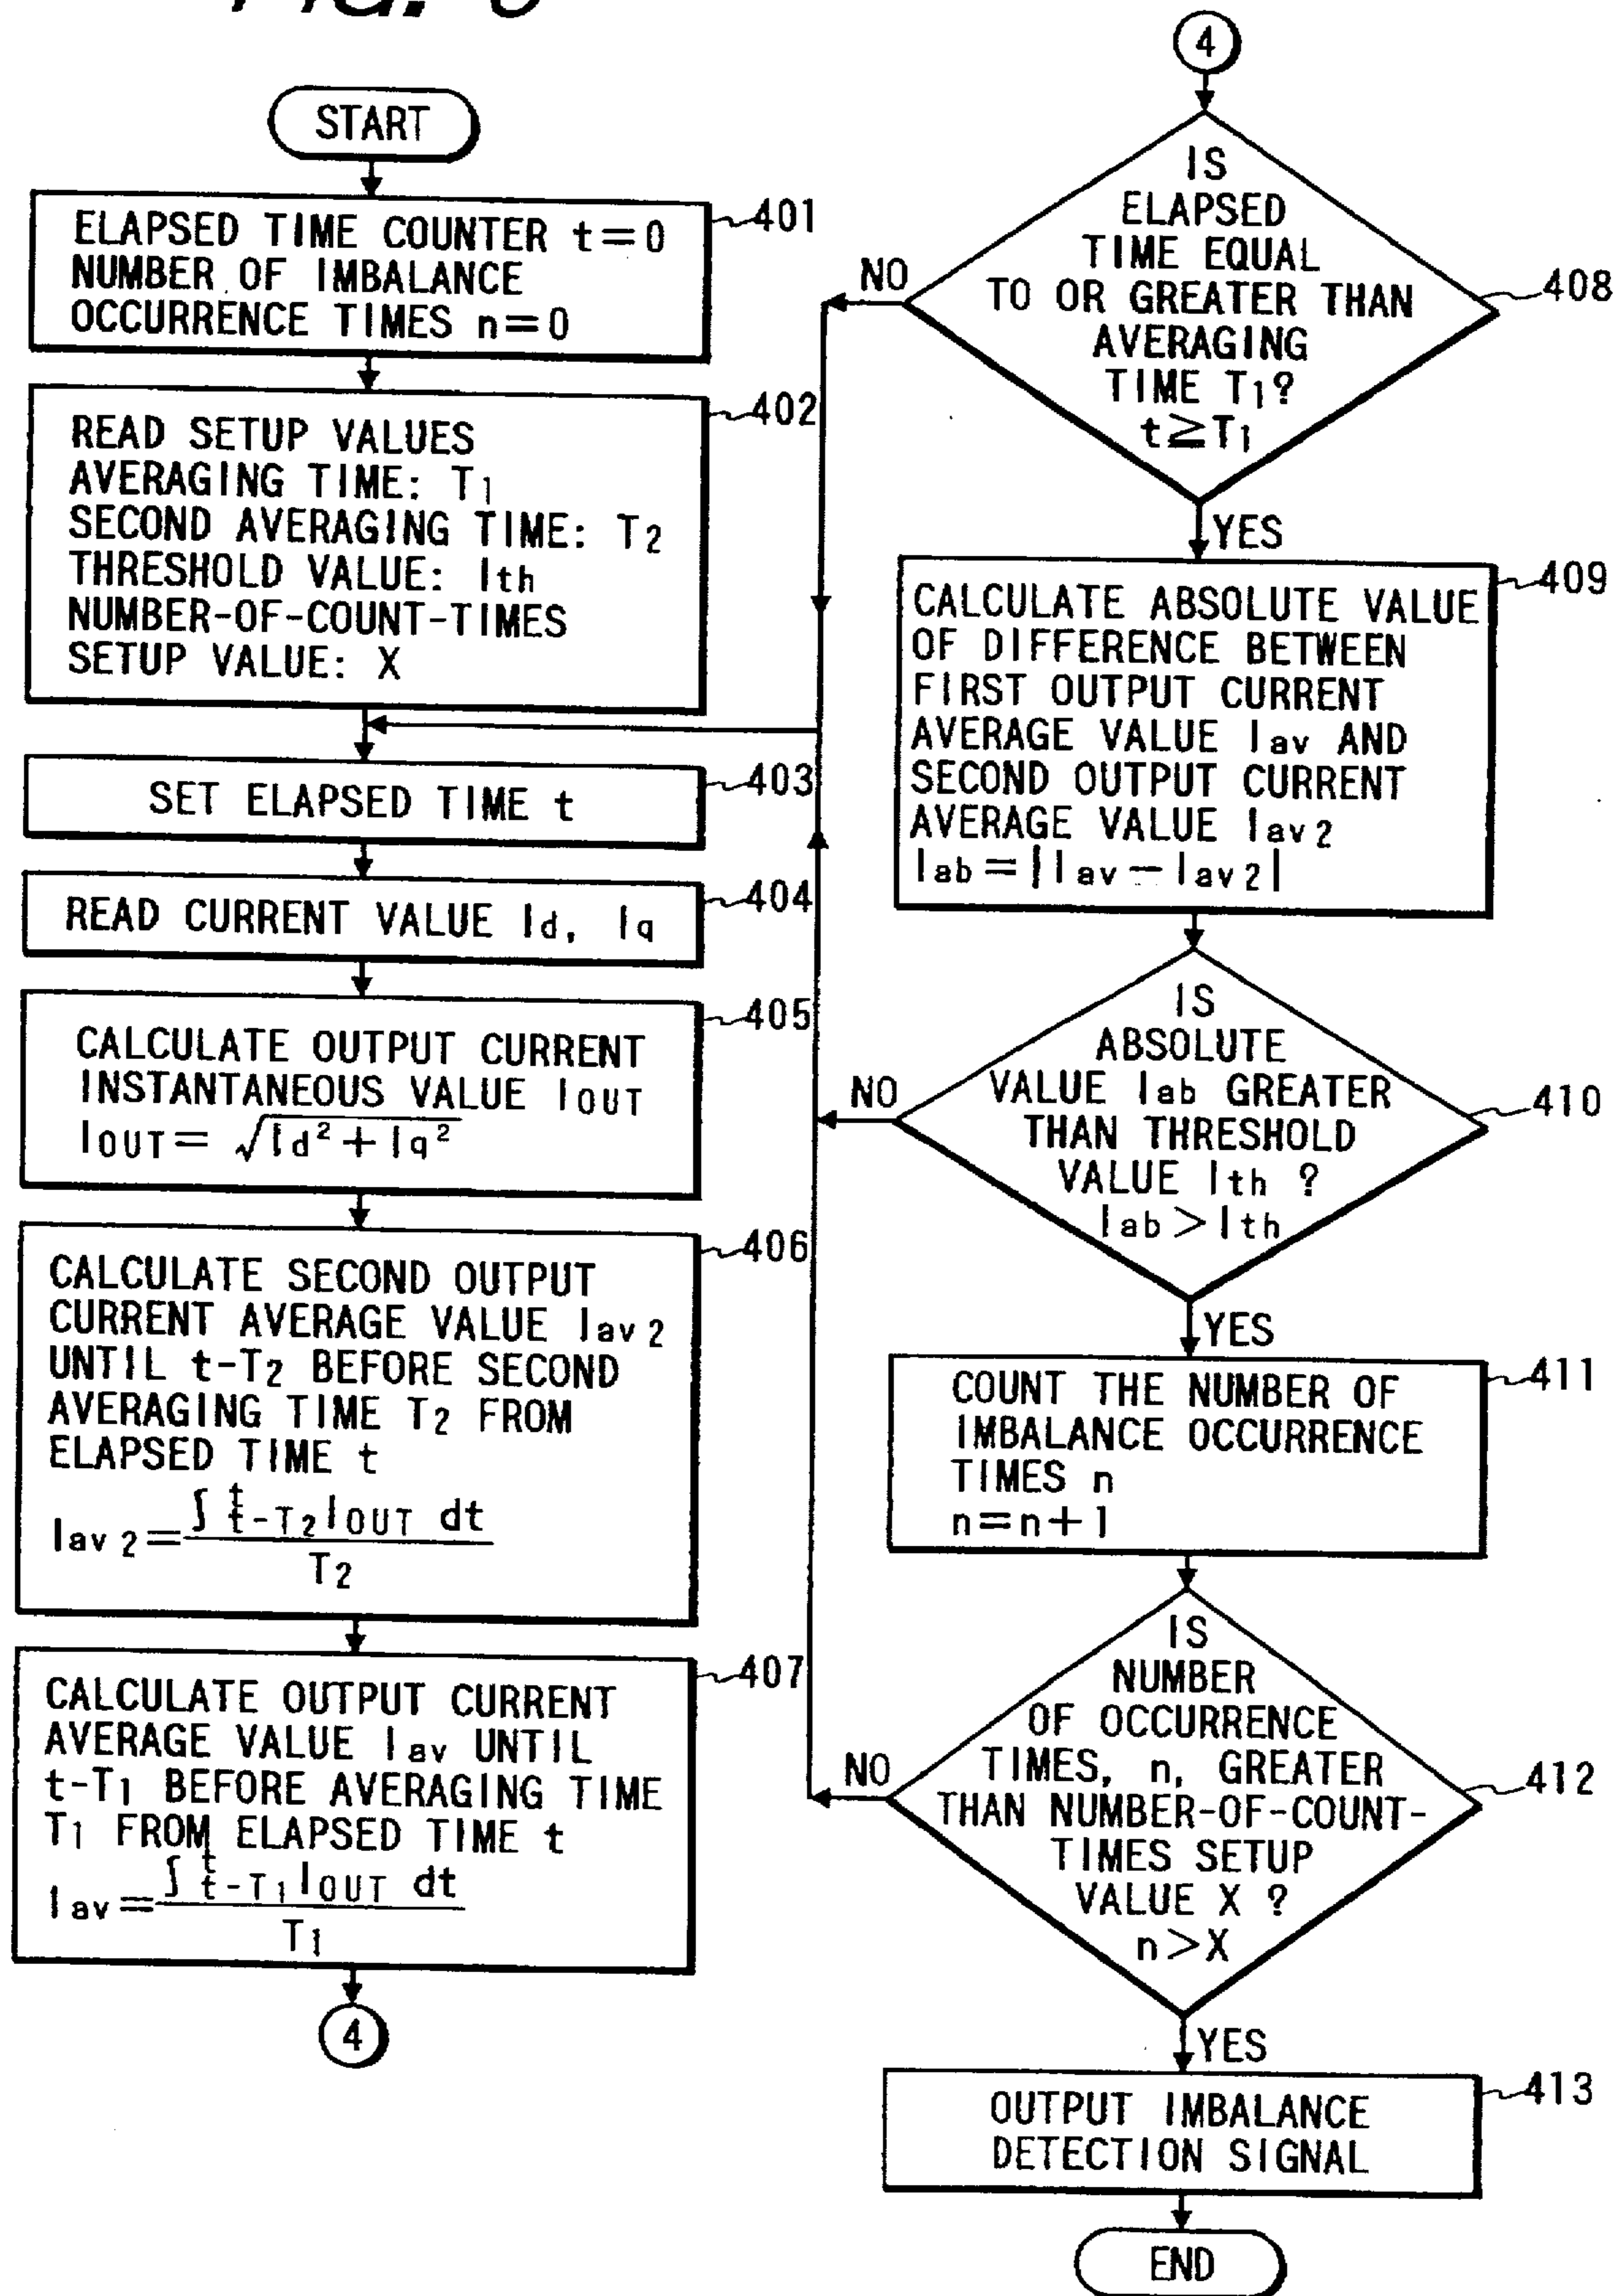 START
401
ELAPSED TIME COUNTER t=0
NUMBER OF IMBALANCE
OCCURRENCE TIMES n=0
402
READ SETUP VALUES
AVERAGING TIME: T1
SECOND AVERAGING TIME: T2
THRESHOLD VALUE: Ith
NUMBER-OF-COUNT-TIMES
SETUP VALUE: X
403
SET ELAPSED TIME t
404
READ CURRENT VALUE Id, Iq
405
CALCULATE OUTPUT CURRENT
INSTANTANEOUS VALUE IOUT
IOUT= √Id²+Iq²
406
CALCULATE SECOND OUTPUT
CURRENT AVERAGE VALUE Iav2
UNTIL t-T2 BEFORE SECOND
AVERAGING TIME T2 FROM
ELAPSED TIME t
Iav2= ∫ t t-T2 IOUT dt
T2
407
CALCULATE OUTPUT CURRENT
AVERAGE VALUE Iav UNTIL
t-T1 BEFORE AVERAGING TIME
T1 FROM ELAPSED TIME t
Iav= ∫ t t-T1 IOUT dt
T1
4
4
IS
ELAPSED
TIME EQUAL
TO OR GREATER THAN
AVERAGING
TIME T1?
t≧T1
408
NO
YES
409
CALCULATE ABSOLUTE VALUE
OF DIFFERENCE BETWEEN
FIRST OUTPUT CURRENT
AVERAGE VALUE Iav AND
SECOND OUTPUT CURRENT
AVERAGE VALUE Iav2
Iab=|Iav-Iav2|
IS
ABSOLUTE
VALUE Iab GREATER
THAN THRESHOLD
VALUE Ith ?
Iab>Ith
410
NO
YES
411
COUNT THE NUMBER OF
IMBALANCE OCCURRENCE
TIMES n
n=n+1
IS
NUMBER
OF OCCURRENCE
TIMES, n, GREATER
THAN NUMBER-OF-COUNT-
TIMES SETUP
VALUE X ?
n>X
412
NO
YES
413
OUTPUT IMBALANCE
DETECTION SIGNAL
END